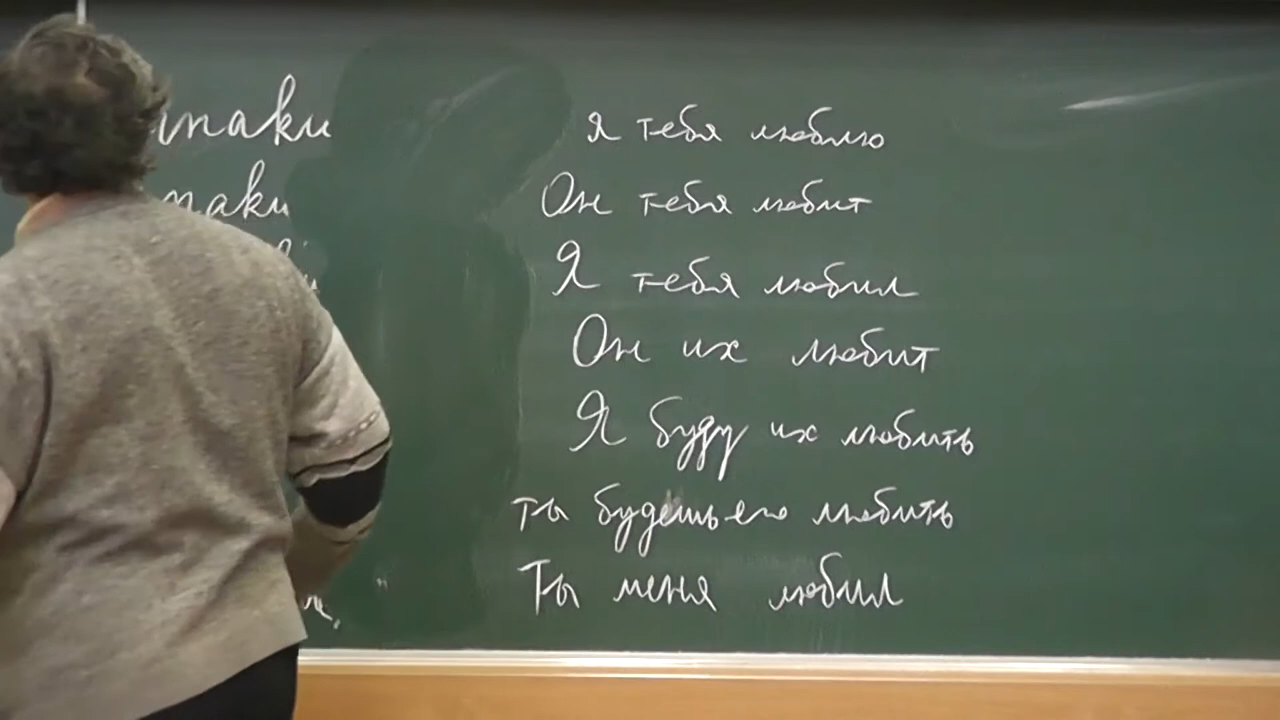 Я тебя люблю
Он тебя любит
Я тебя любил
Он их любит
Я буду их любить
ты будешь его любить
Ты меня любил